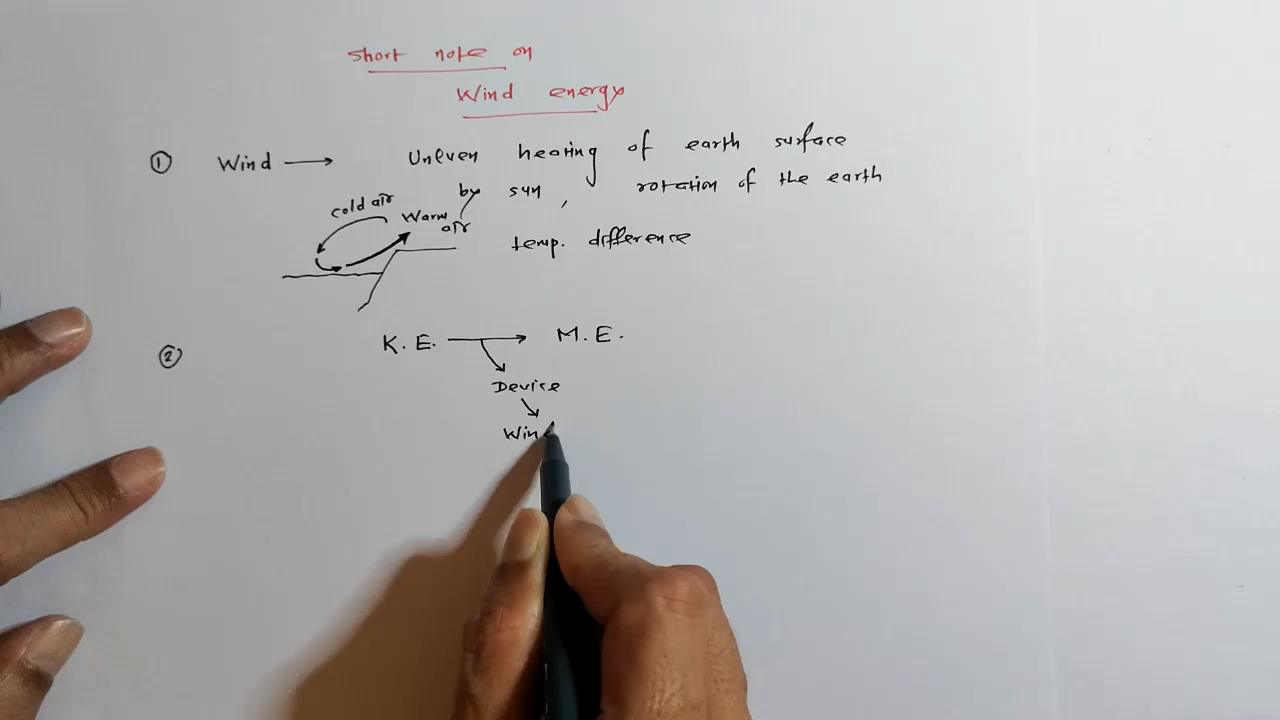 Short note on
Wind energy
① Wind → Uneven heating of earth surface
by sun, rotation of the earth
cold air
Warm air
temp. difference
② K.E. → M.E.
Device
Wind